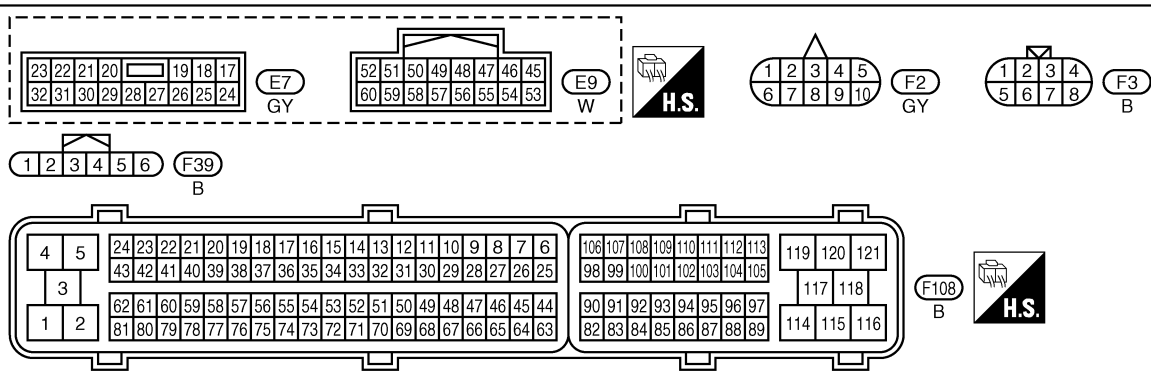 23 22 21 20 19 18 17
32 31 30 29 28 27 26 25 24
E7
GY
52 51 50 49 48 47 46 45
60 59 58 57 56 55 54 53
E9
W
H.S.
1 2 3 4 5
6 7 8 9 10
F2
GY
1 2 3 4
5 6 7 8
F3
B
1 2 3 4 5 6
F39
B
4 5
3
1 2
24 23 22 21 20 19 18 17 16 15 14 13 12 11 10 9 8 7 6
43 42 41 40 39 38 37 36 35 34 33 32 31 30 29 28 27 26 25
62 61 60 59 58 57 56 55 54 53 52 51 50 49 48 47 46 45 44
81 80 79 78 77 76 75 74 73 72 71 70 69 68 67 66 65 64 63
106 107 108 109 110 111 112 113
98 99 100 101 102 103 104 105
90 91 92 93 94 95 96 97
82 83 84 85 86 87 88 89
119 120 121
117 118
114 115 116
F108
B
H.S.